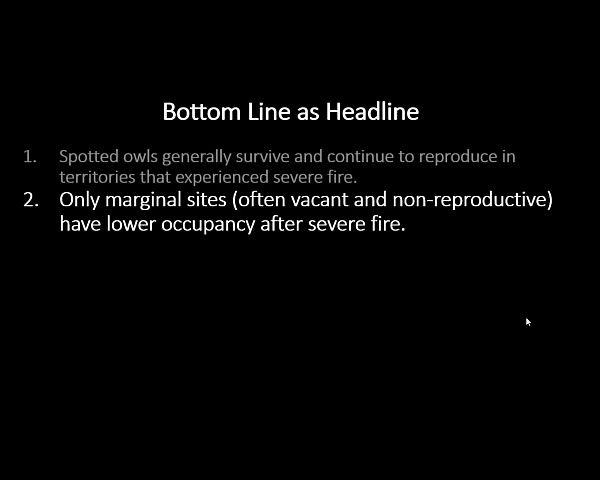 Bottom Line as Headline
1. Spotted owls generally survive and continue to reproduce in
territories that experienced severe fire.
2. Only marginal sites (often vacant and non-reproductive)
have lower occupancy after severe fire.